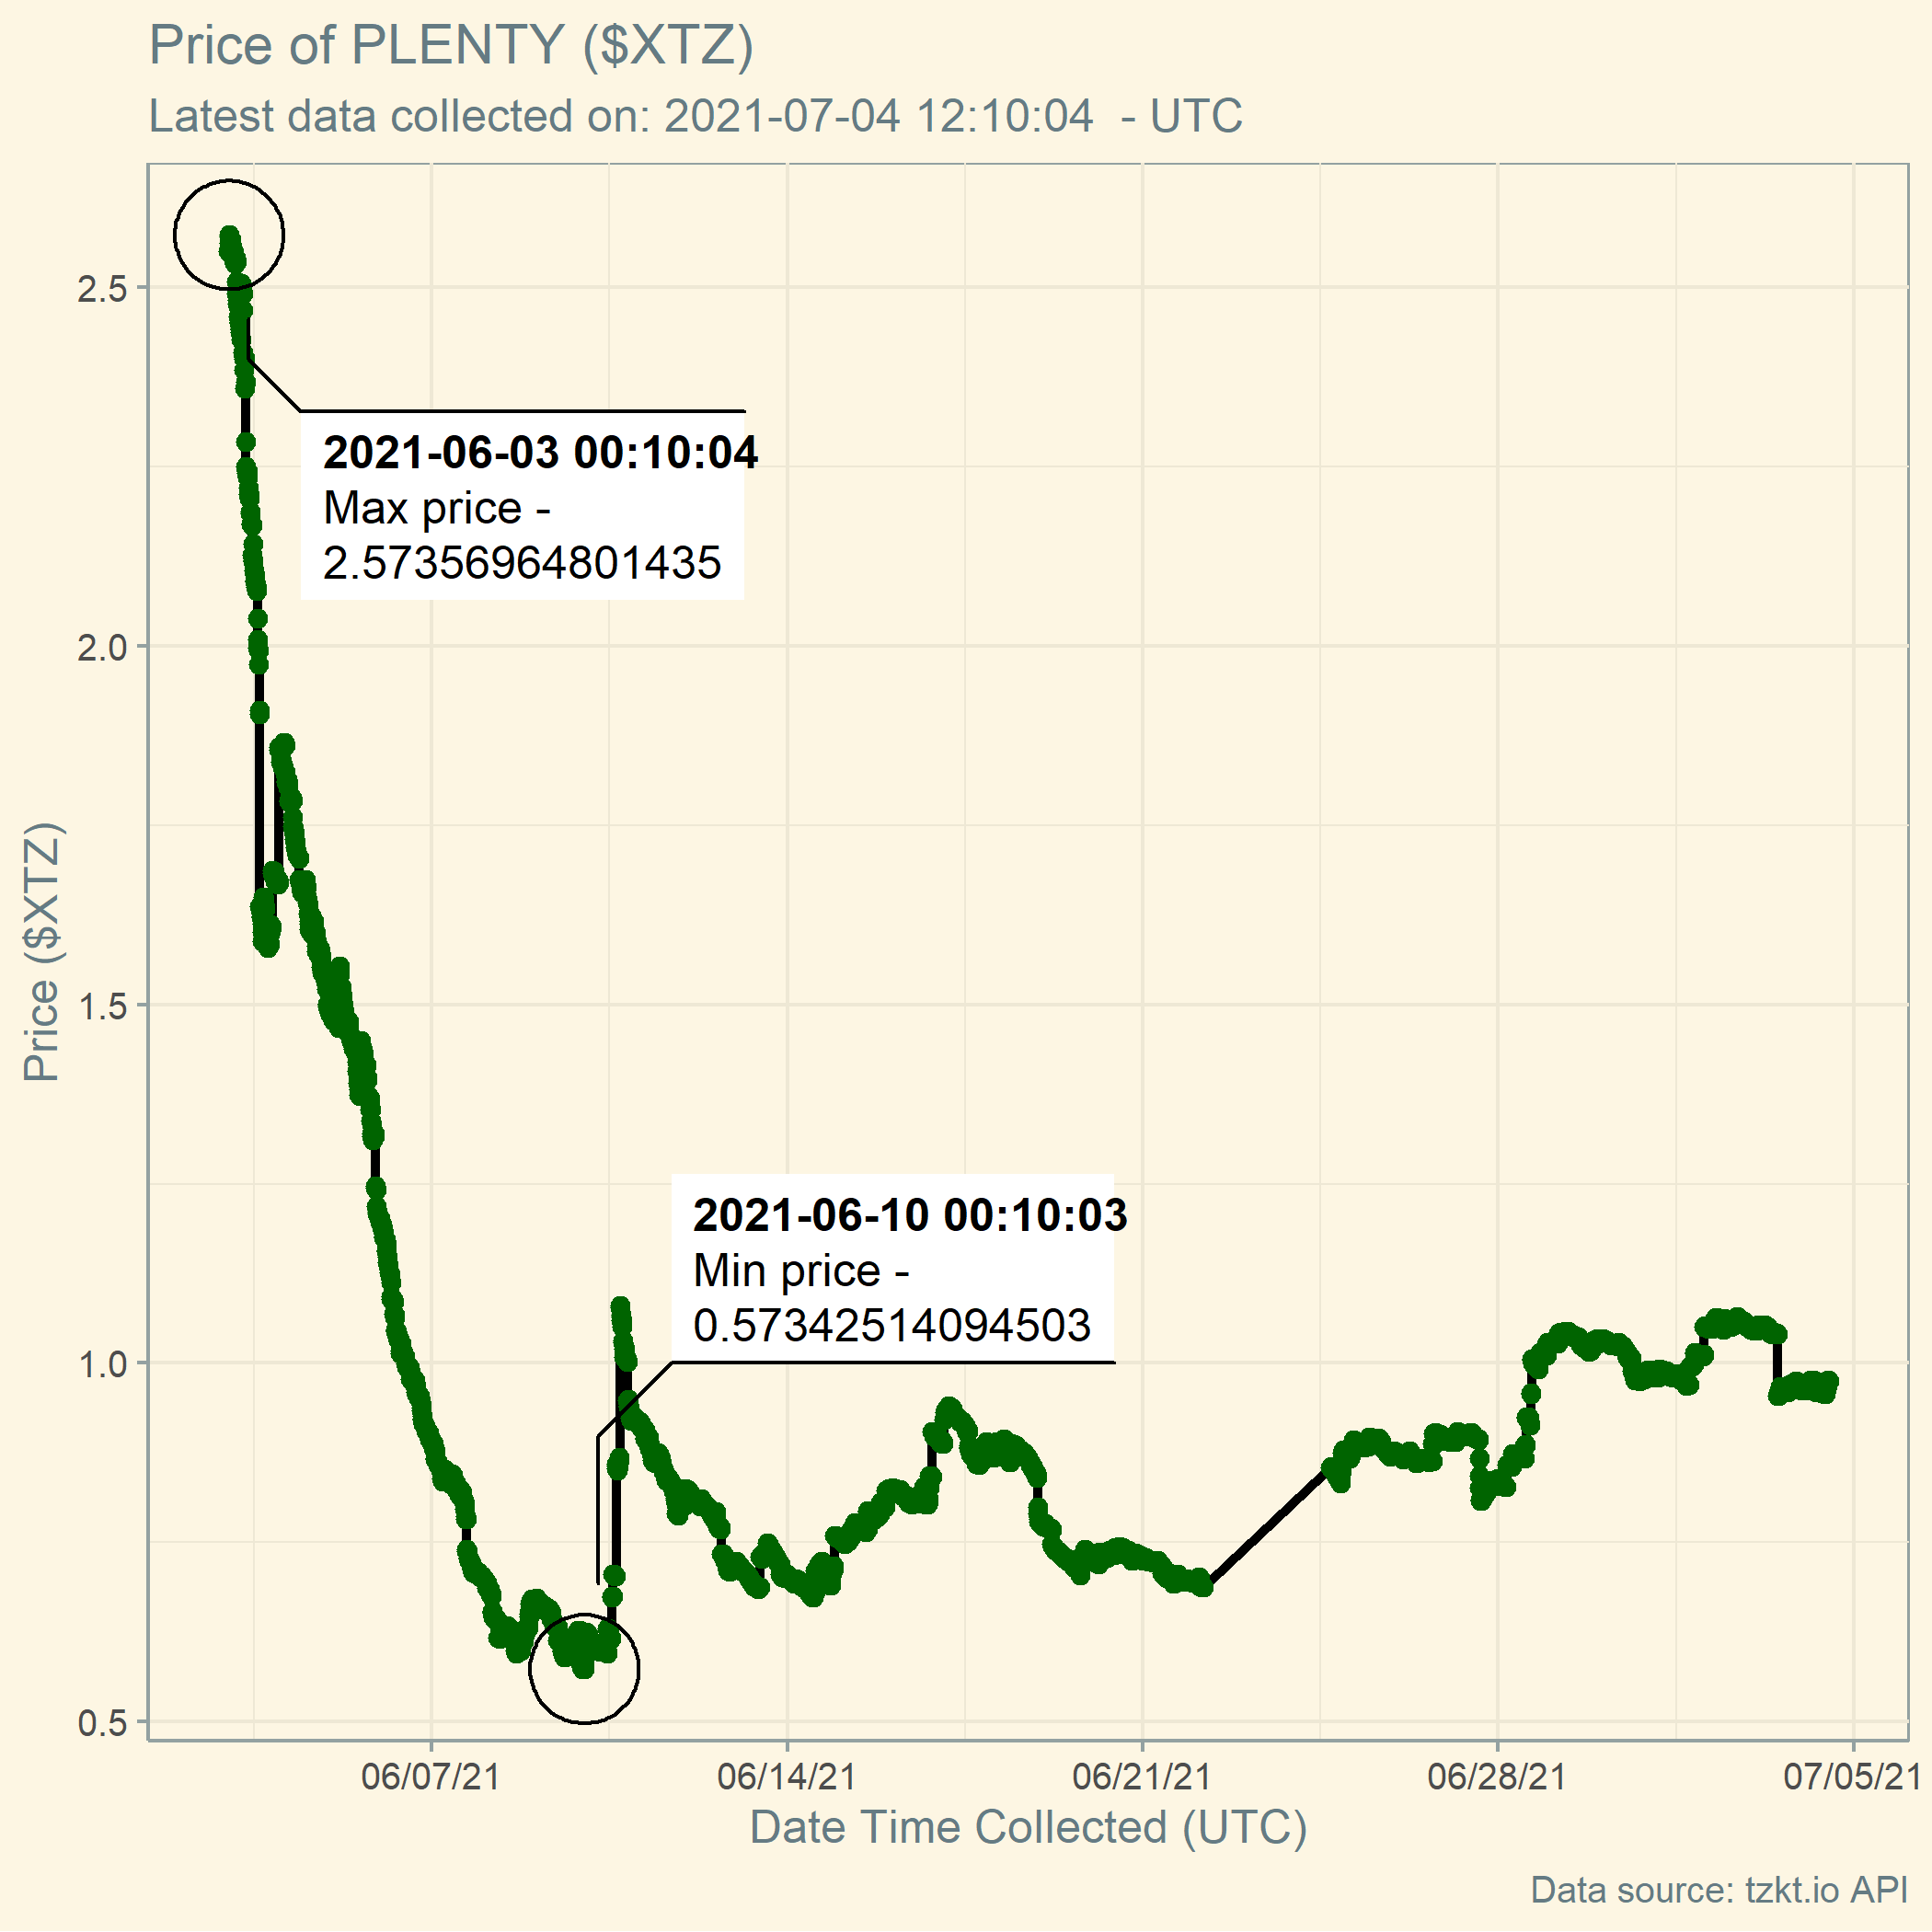 Price of PLENTY ($XTZ)
Latest data collected on: 2021-07-04 12:10:04  - UTC
2.5
2.0
1.5
1.0
0.5
Price ($XTZ)
2021-06-03 00:10:04
Max price -
2.57356964801435
2021-06-10 00:10:03
Min price -
0.57342514094503
06/07/21
06/14/21
06/21/21
06/28/21
07/05/21
Date Time Collected (UTC)
Data source: tzkt.io API